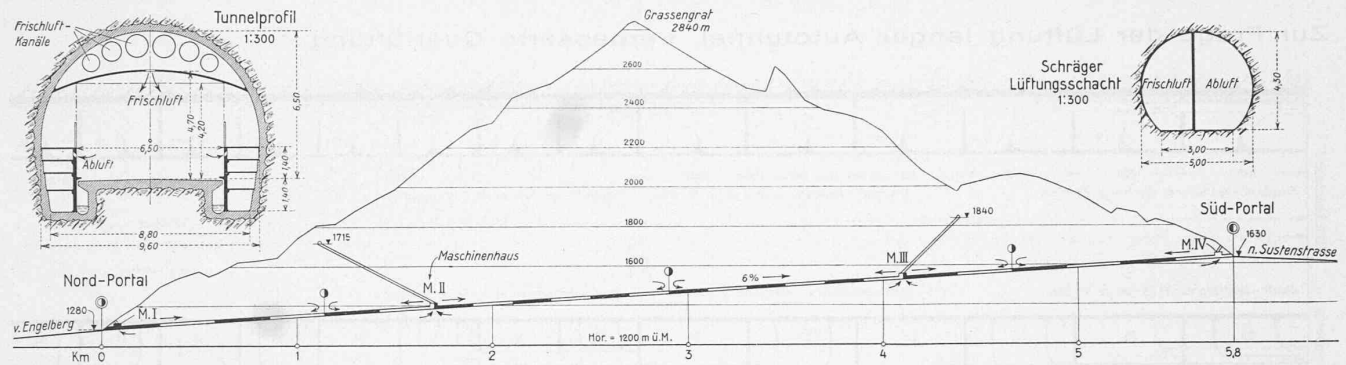 Tunnelprofil
1:300
Frischluft-
Kanäle
Frischluft
4,70
4,20
6,50
6,50
Abluft
1,40
1,40
8,80
9,60
Grassengrat
2840 m
2600
2400
2200
2000
1800
1600
Schräger
Lüftungsschacht
1:300
Frischluft
Abluft
4,50
3,00
5,00
1715
Maschinenhaus
M.II
1840
M.III
Süd-Portal
M.IV
1630
n. Sustenstrasse
6%
Nord-Portal
1280
M.I
v. Engelberg
Hor. = 1200 m ü.M.
Km 0 1 2 3 4 5 5,8